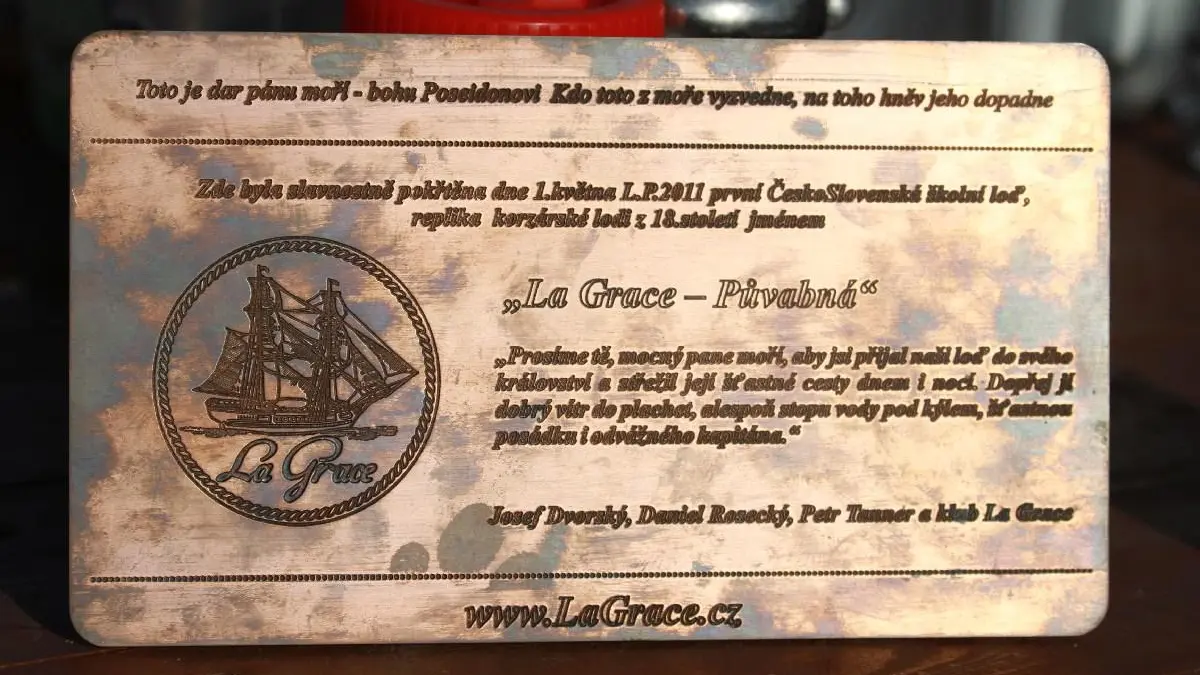 Toto je dar pánu moří - bohu Poseidonovi Kdo toto z moře vyzvedne, na toho hněv jeho dopadne
Zde byla slavnostně pokřtěna dne 1.května L.P.2011 první ČeskoSlovenská školní loď,
replika korzárské lodi z 18.století jménem
„La Grace – Půvabná“
„Prosíme tě, mocný pane moří, aby jsi přijal naši loď do svého
království a střežil její šťastné cesty dnem i nocí. Dopřej jí
dobrý vítr do plachet, alespoň stopu vody pod kýlem, šťastnou
posádku i odvážného kapitána.“
La Grace
Josef Dvorský, Daniel Rosecký, Petr Tanner a klub La Grace
www.LaGrace.cz